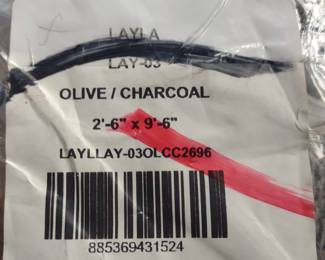 LAYLA
LAY-03
OLIVE / CHARCOAL
2'-6" x 9'-6"
LAYLLAY-03OLCC2696
885369431524